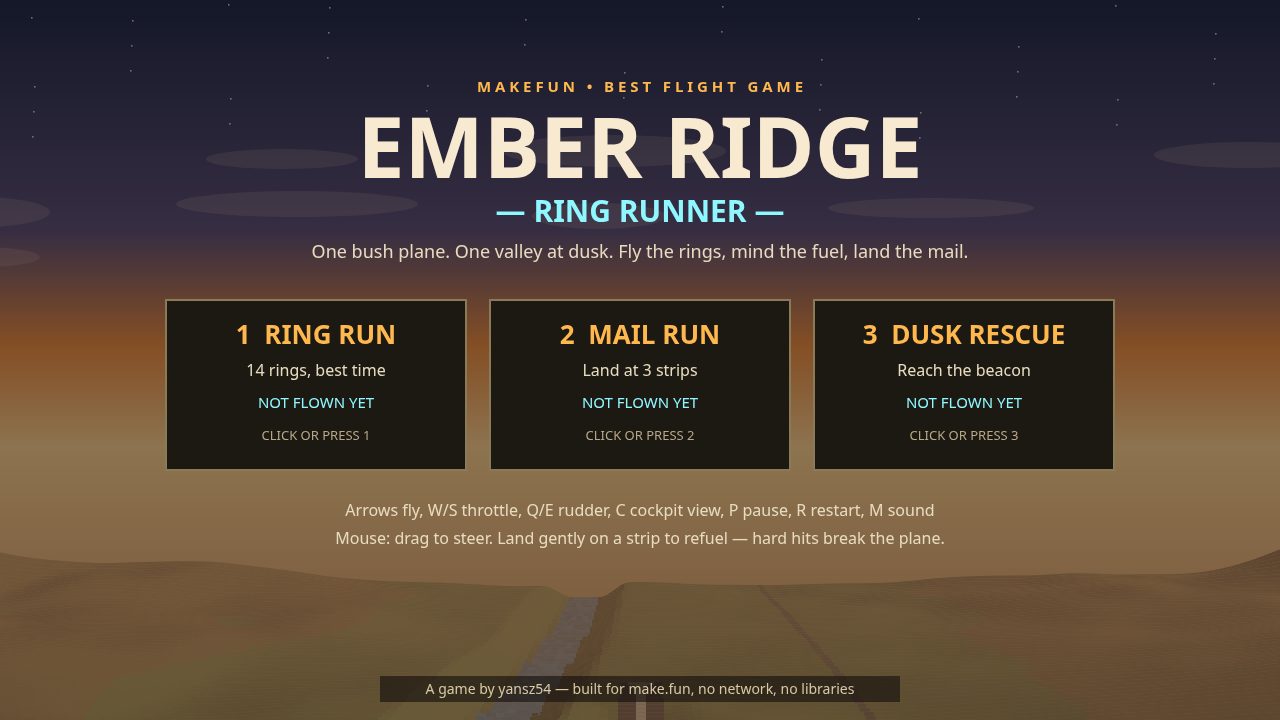 MAKEFUN • BEST FLIGHT GAME
EMBER RIDGE
— RING RUNNER —
One bush plane. One valley at dusk. Fly the rings, mind the fuel, land the mail.
1 RING RUN
14 rings, best time
NOT FLOWN YET
CLICK OR PRESS 1
2 MAIL RUN
Land at 3 strips
NOT FLOWN YET
CLICK OR PRESS 2
3 DUSK RESCUE
Reach the beacon
NOT FLOWN YET
CLICK OR PRESS 3
Arrows fly, W/S throttle, Q/E rudder, C cockpit view, P pause, R restart, M sound
Mouse: drag to steer. Land gently on a strip to refuel — hard hits break the plane.
A game by yansz54 — built for make.fun, no network, no libraries